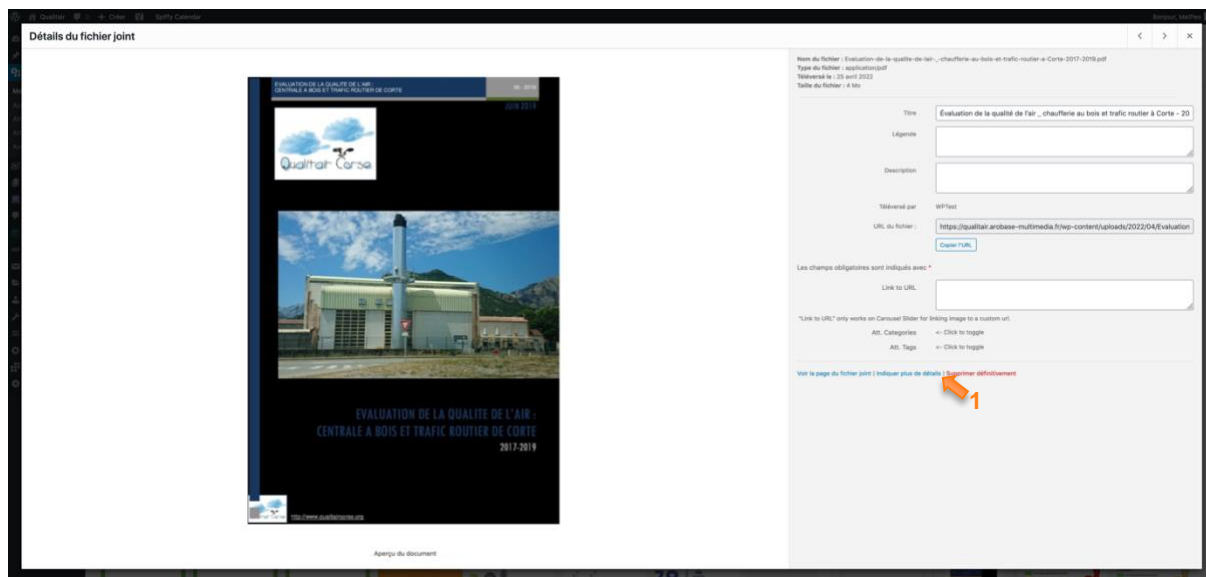 Qualitair
Créer
Spiffy Calendar
Détails du fichier joint
EVALUATION DE LA QUALITE DE L'AIR :
CENTRALE A BOIS ET TRAFIC ROUTIER DE CORTE
JUIN 2019
Qualitair Corse
EVALUATION DE LA QUALITE DE L'AIR :
CENTRALE A BOIS ET TRAFIC ROUTIER DE CORTE
2017-2019
http://www.qualitaircorse.org
Aperçu du document
Nom du fichier : Evaluation-de-la-qualite-de-lair-_-chaufferie-au-bois-et-trafic-routier-a-Corte-2017-2019.pdf
Type du fichier : application/pdf
Téléversé le : 25 avril 2022
Taille du fichier : 4 Mo
Titre Évaluation de la qualité de l'air _ chaufferie au bois et trafic routier à Corte - 20
Légende
Description
Téléversé par WPTest
URL du fichier : https://qualitair.arobase-multimedia.fr/wp-content/uploads/2022/04/Evaluation
Copier l'URL
Les champs obligatoires sont indiqués avec *
Link to URL
"Link to URL" only works on Carousel Slider for linking image to a custom url.
Att. Categories <- Click to toggle
Att. Tags <- Click to toggle
Voir la page du fichier joint | Indiquer plus de détails | Supprimer définitivement
1